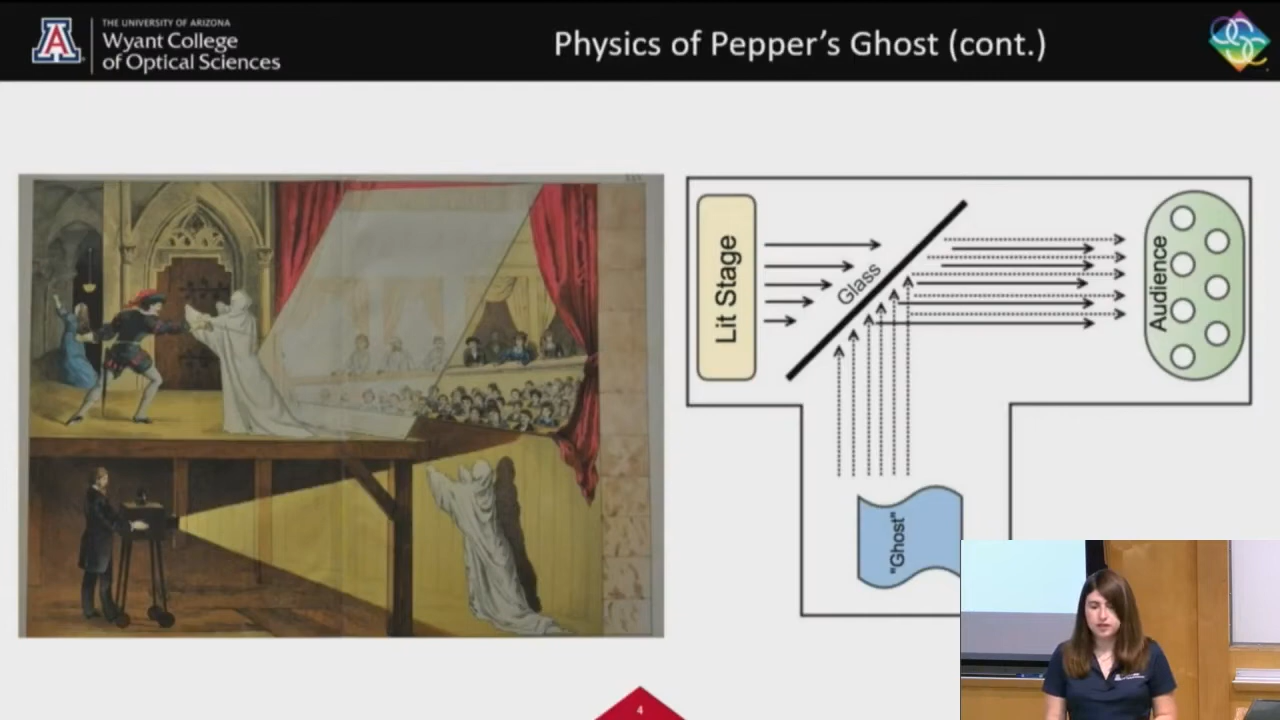 THE UNIVERSITY OF ARIZONA
Wyant College
of Optical Sciences
Physics of Pepper's Ghost (cont.)
Lit Stage
Glass
Audience
"Ghost"
4